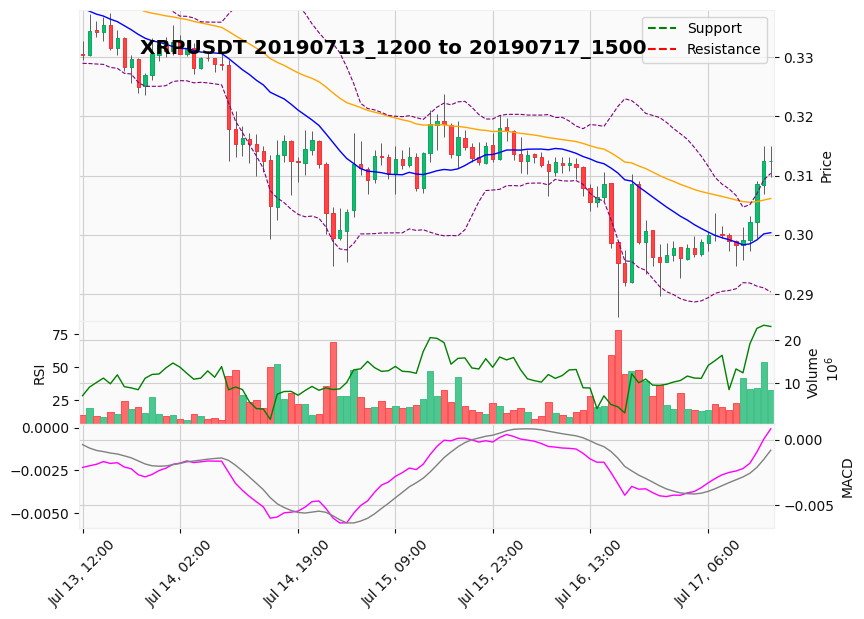 XRPUSDT 20190713_1200 to 20190717_1500
Support
Resistance
0.33
0.32
0.31
0.30
0.29
Price
75
50
25
RSI
20
10
Volume
10^6
0.0000
−0.0025
−0.0050
0.000
−0.005
MACD
Jul 13, 12:00
Jul 14, 02:00
Jul 14, 19:00
Jul 15, 09:00
Jul 15, 23:00
Jul 16, 13:00
Jul 17, 06:00